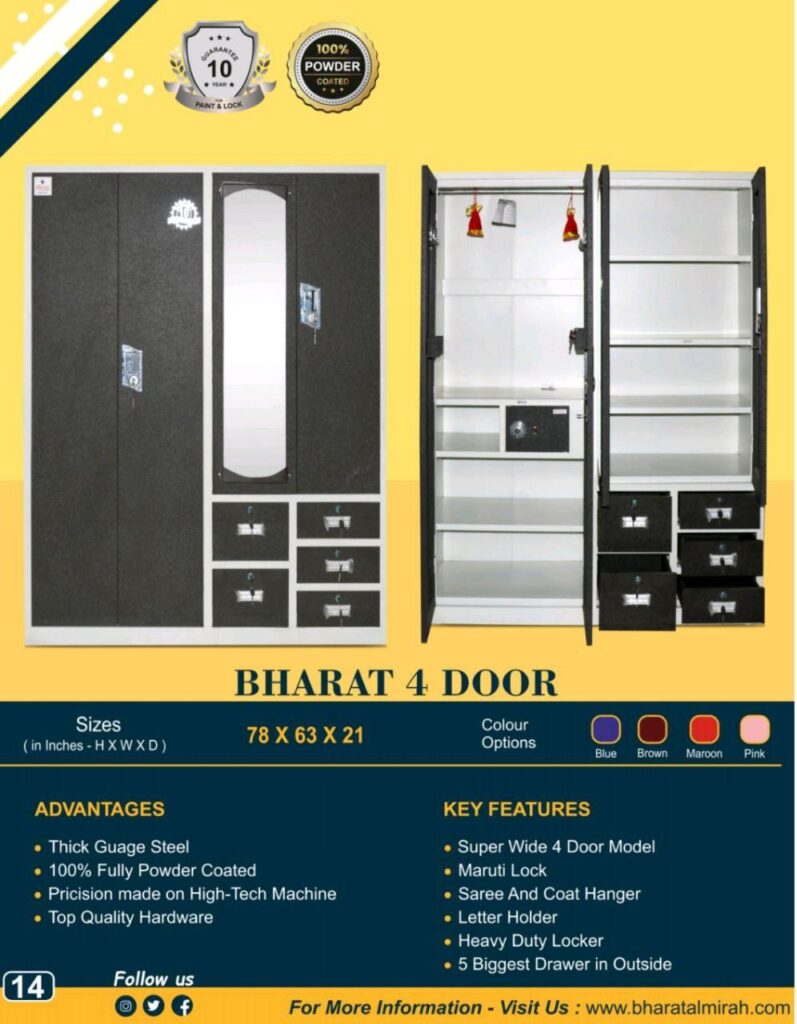 GUARANTEE
10
YEAR
FOR
PAINT & LOCK
100%
POWDER
COATED
BHARAT 4 DOOR
Sizes
( in Inches - H X W X D )
78 X 63 X 21
Colour
Options
Blue
Brown
Maroon
Pink
ADVANTAGES
Thick Guage Steel
100% Fully Powder Coated
Pricision made on High-Tech Machine
Top Quality Hardware
KEY FEATURES
Super Wide 4 Door Model
Maruti Lock
Saree And Coat Hanger
Letter Holder
Heavy Duty Locker
5 Biggest Drawer in Outside
14
Follow us
For More Information - Visit Us : www.bharatalmirah.com